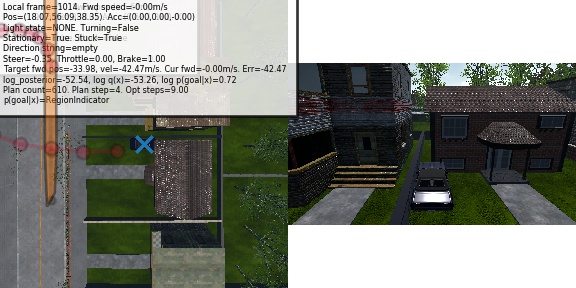 Local frame=1014. Fwd speed=-0.00m/s
Pos=(18.07,56.09,38.35). Acc=(0.00,0.00,-0.00)
Light state=NONE. Turning=False
Stationary=True. Stuck=True
Direction string=empty
Steer=-0.35, Throttle=0.00, Brake=1.00
Target fwd pos=-33.98, vel=-42.47m/s. Cur fwd=-0.00m/s. Err=-42.47
log_posterior=-52.54, log q(x)=-53.26, log p(goal|x)=0.72
Plan count=610. Plan step=4. Opt steps=9.00
p(goal|x)=RegionIndicator